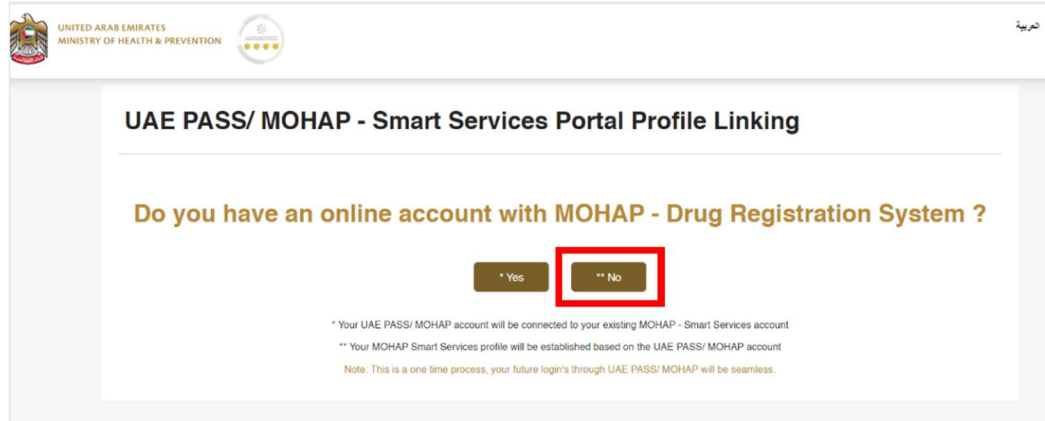 UNITED ARAB EMIRATES
MINISTRY OF HEALTH & PREVENTION
العربية
UAE PASS/ MOHAP - Smart Services Portal Profile Linking
Do you have an online account with MOHAP - Drug Registration System ?
* Yes
** No
* Your UAE PASS/ MOHAP account will be connected to your existing MOHAP - Smart Services account
** Your MOHAP Smart Services profile will be established based on the UAE PASS/ MOHAP account
Note: This is a one time process, your future login's through UAE PASS/ MOHAP will be seamless.